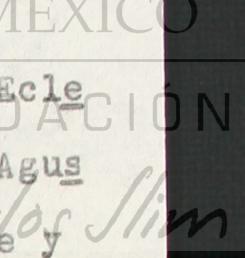 MEXICO
Ecle
DACIÓN
Agus
los Slim
e y